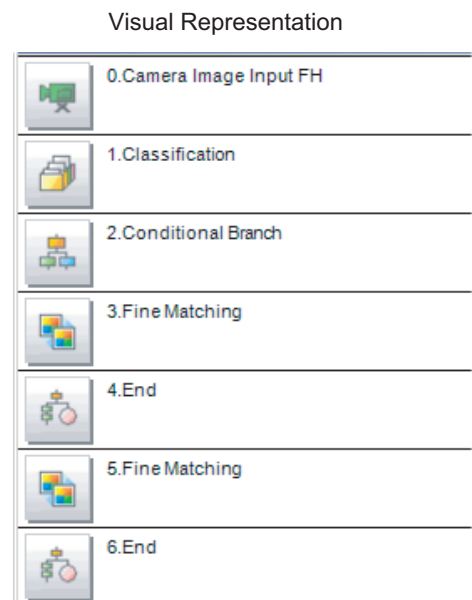 Visual Representation
0.Camera Image Input FH
1.Classification
2.Conditional Branch
3.Fine Matching
4.End
5.Fine Matching
6.End